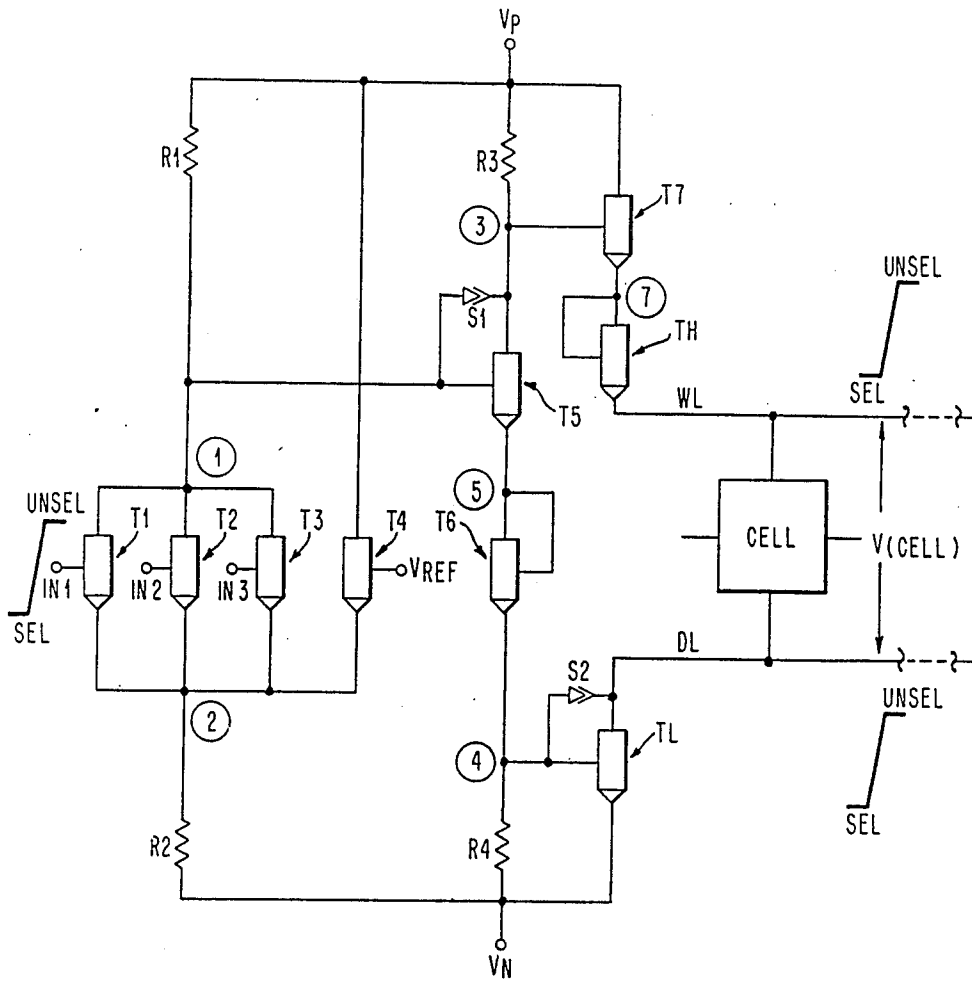 VP
R1
R3
T7
3
7
UNSEL
S1
TH
SEL
WL
T5
1
5
UNSEL
T1
T2
T3
T4
T6
CELL
V(CELL)
IN1
IN2
IN3
VREF
SEL
DL
S2
UNSEL
2
4
TL
SEL
R2
R4
VN